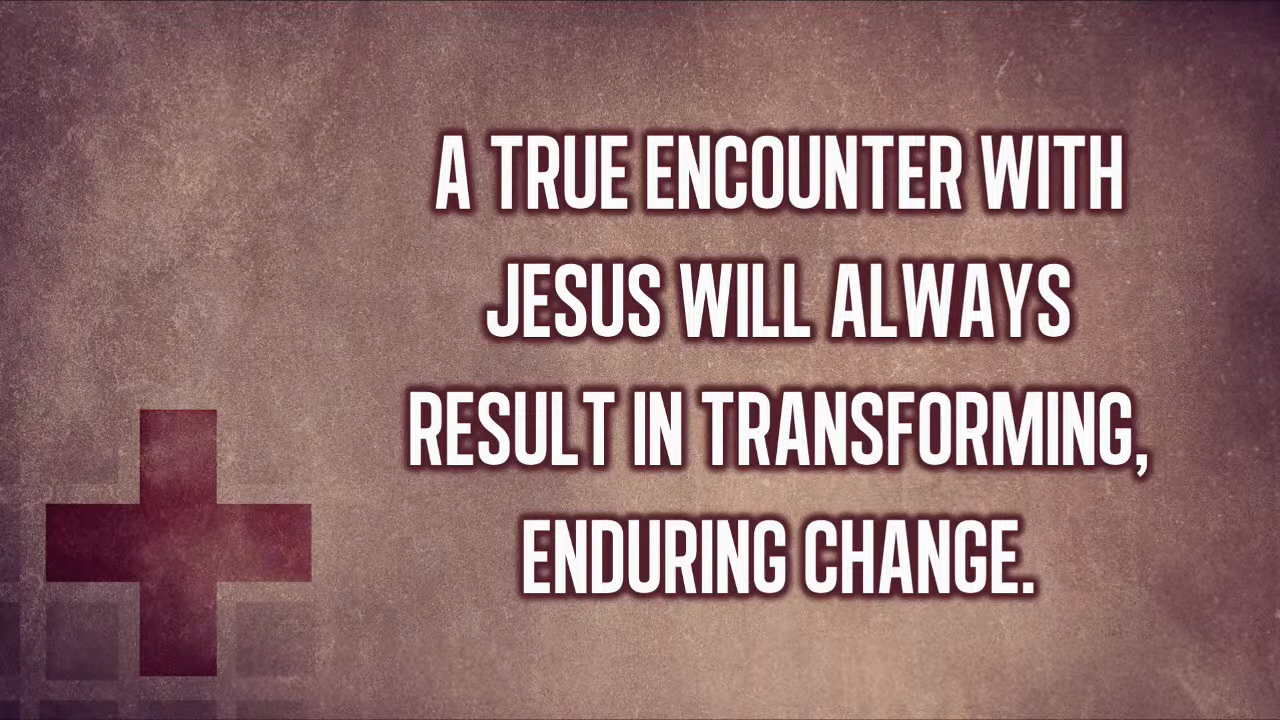 A TRUE ENCOUNTER WITH
JESUS WILL ALWAYS
RESULT IN TRANSFORMING,
ENDURING CHANGE.